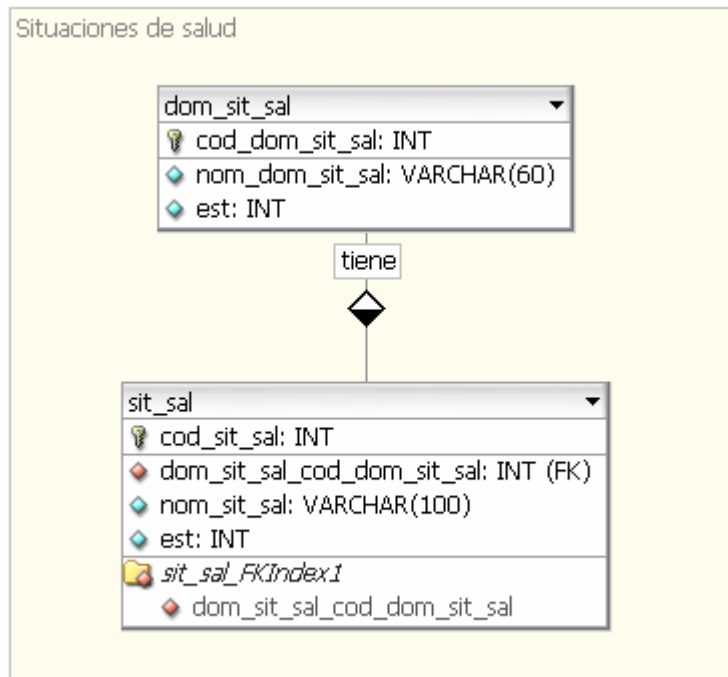 Situaciones de salud
dom_sit_sal
cod_dom_sit_sal: INT
nom_dom_sit_sal: VARCHAR(60)
est: INT
tiene
sit_sal
cod_sit_sal: INT
dom_sit_sal_cod_dom_sit_sal: INT (FK)
nom_sit_sal: VARCHAR(100)
est: INT
sit_sal_FKIndex1
dom_sit_sal_cod_dom_sit_sal